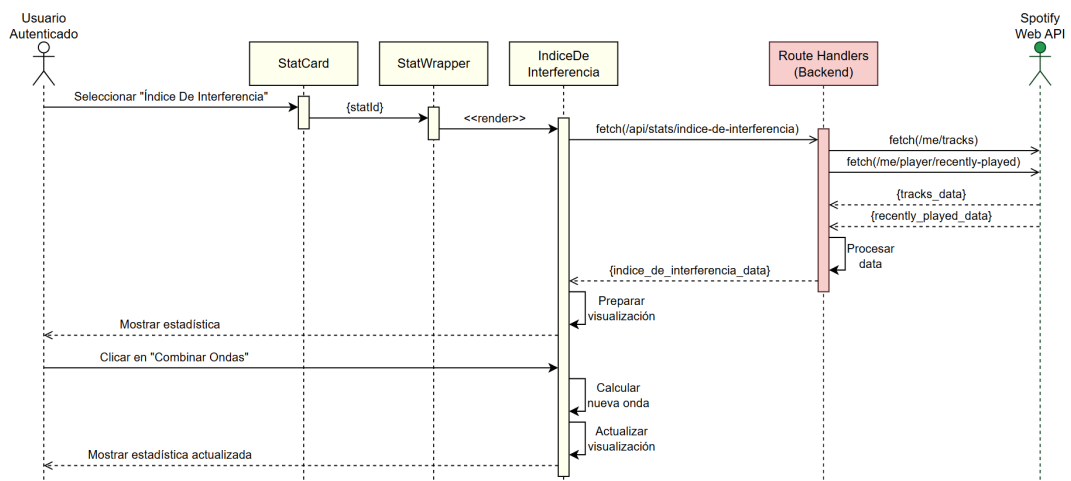 Usuario
Autenticado
StatCard
StatWrapper
IndiceDe
Interferencia
Route Handlers
(Backend)
Spotify
Web API
Seleccionar "Índice De Interferencia"
{statId}
<<render>>
fetch(/api/stats/indice-de-interferencia)
fetch(/me/tracks)
fetch(/me/player/recently-played)
{tracks_data}
{recently_played_data}
Procesar
data
{indice_de_interferencia_data}
Preparar
visualización
Mostrar estadística
Clicar en "Combinar Ondas"
Calcular
nueva onda
Actualizar
visualización
Mostrar estadística actualizada